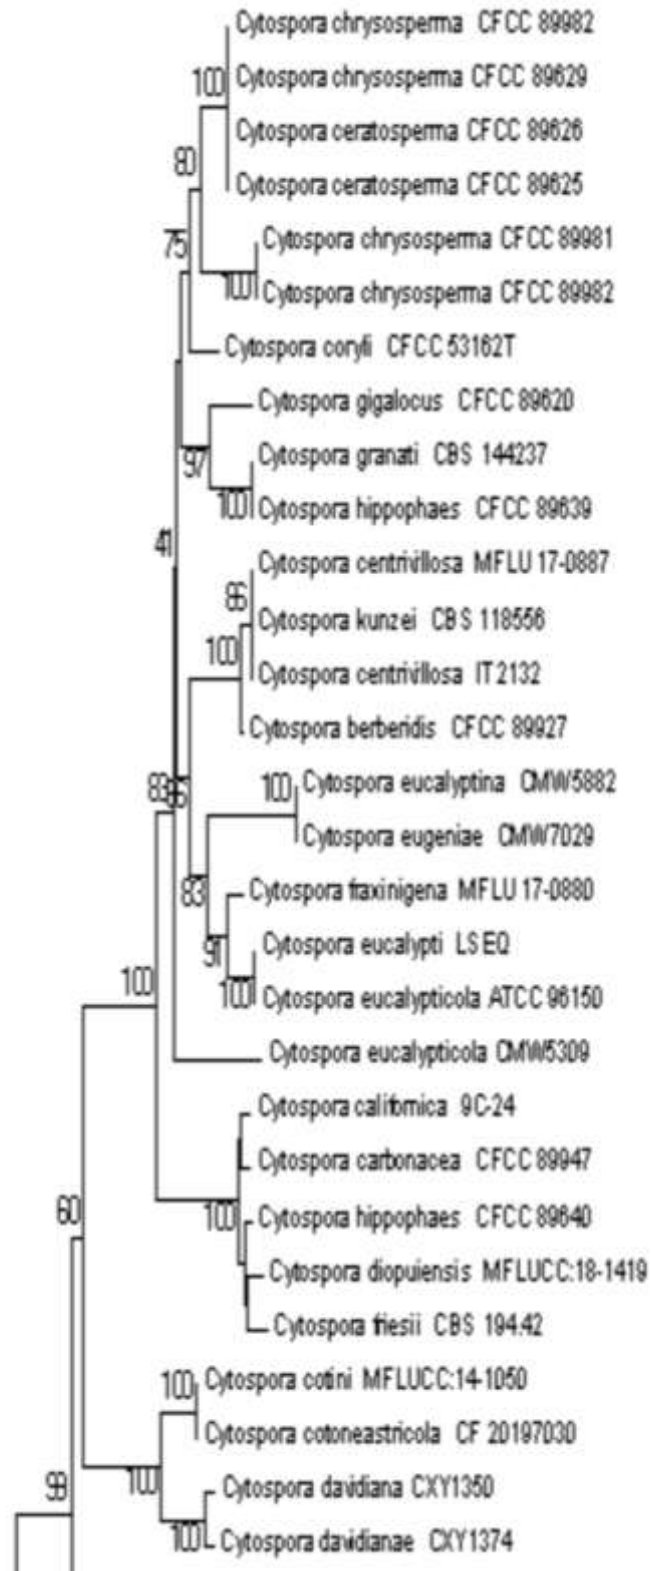 Cytospora chrysosperma CFCC 89982
100
Cytospora chrysosperma CFCC 89629
Cytospora ceratosperma CFCC 89626
80
Cytospora ceratosperma CFCC 89625
75
Cytospora chrysosperma CFCC 89981
100
Cytospora chrysosperma CFCC 89982
Cytospora coryli CFCC 53162T
Cytospora gigalocus CFCC 89620
97
Cytospora granati CBS 144237
100
Cytospora hippophaes CFCC 89639
41
Cytospora centrivillosa MFLU 17-0887
86
Cytospora kunzei CBS 118556
100
Cytospora centrivillosa IT 2132
Cytospora berberidis CFCC 89927
83
100
Cytospora eucalyptina CMW5882
Cytospora eugeniae CMW7029
83
Cytospora fraxinigena MFLU 17-0880
91
Cytospora eucalypti LSEQ
100
100
Cytospora eucalypticola ATCC 96150
Cytospora eucalypticola CMW5309
Cytospora californica 9C-24
Cytospora carbonacea CFCC 89947
60
100
Cytospora hippophaes CFCC 89640
Cytospora diopuiensis MFLUCC:18-1419
Cytospora friesii CBS 194.42
100
Cytospora cotini MFLUCC:14-1050
Cytospora cotoneastricola CF 20197030
98
100
Cytospora davidiana CXY1350
100
Cytospora davidianae CXY1374